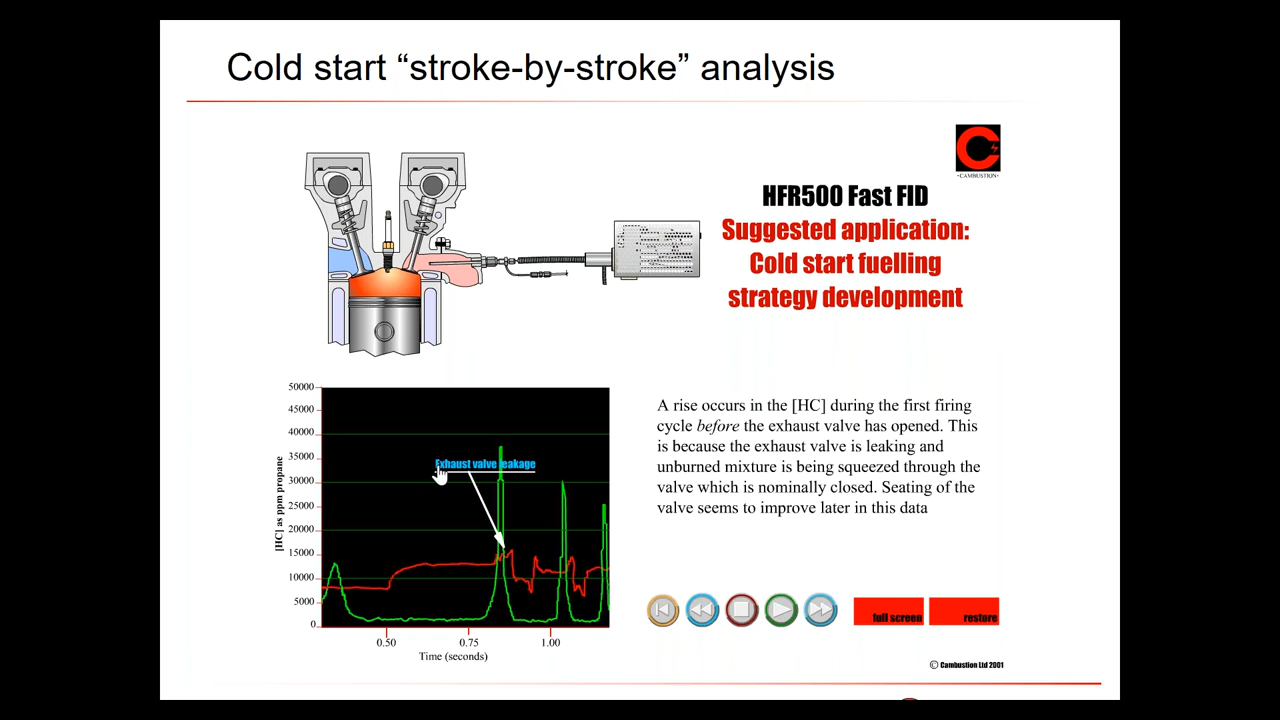 Cold start “stroke-by-stroke” analysis
CAMBUSTION
HFR500 Fast FID
Suggested application:
Cold start fuelling
strategy development
50000
45000
40000
35000
30000
25000
20000
15000
10000
5000
0
[HC] as ppm propane
Exhaust valve leakage
0.50
0.75
1.00
Time (seconds)
A rise occurs in the [HC] during the first firing
cycle before the exhaust valve has opened. This
is because the exhaust valve is leaking and
unburned mixture is being squeezed through the
valve which is nominally closed. Seating of the
valve seems to improve later in this data
full screen
restore
© Cambustion Ltd 2001